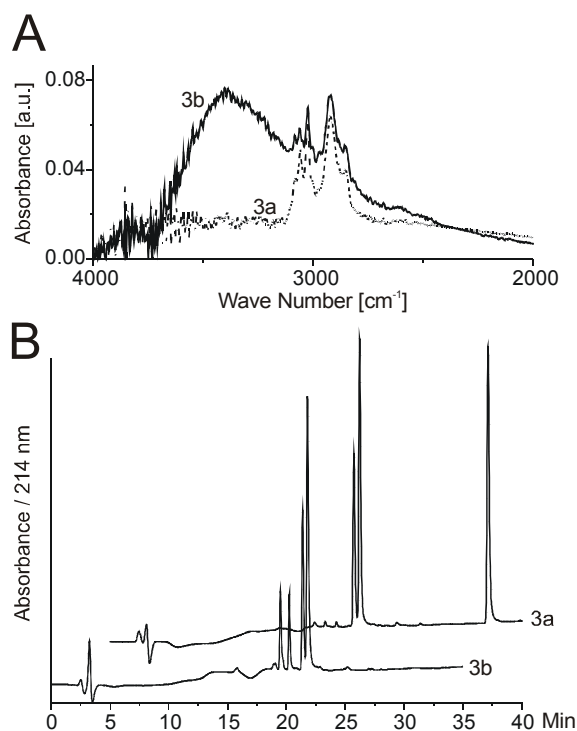 A
Absorbance [a.u.]
0.08
0.04
0.00
3b
3a
4000 3000 2000
Wave Number [cm-1]
B
Absorbance / 214 nm
3a
3b
0 5 10 15 20 25 30 35 40 Min